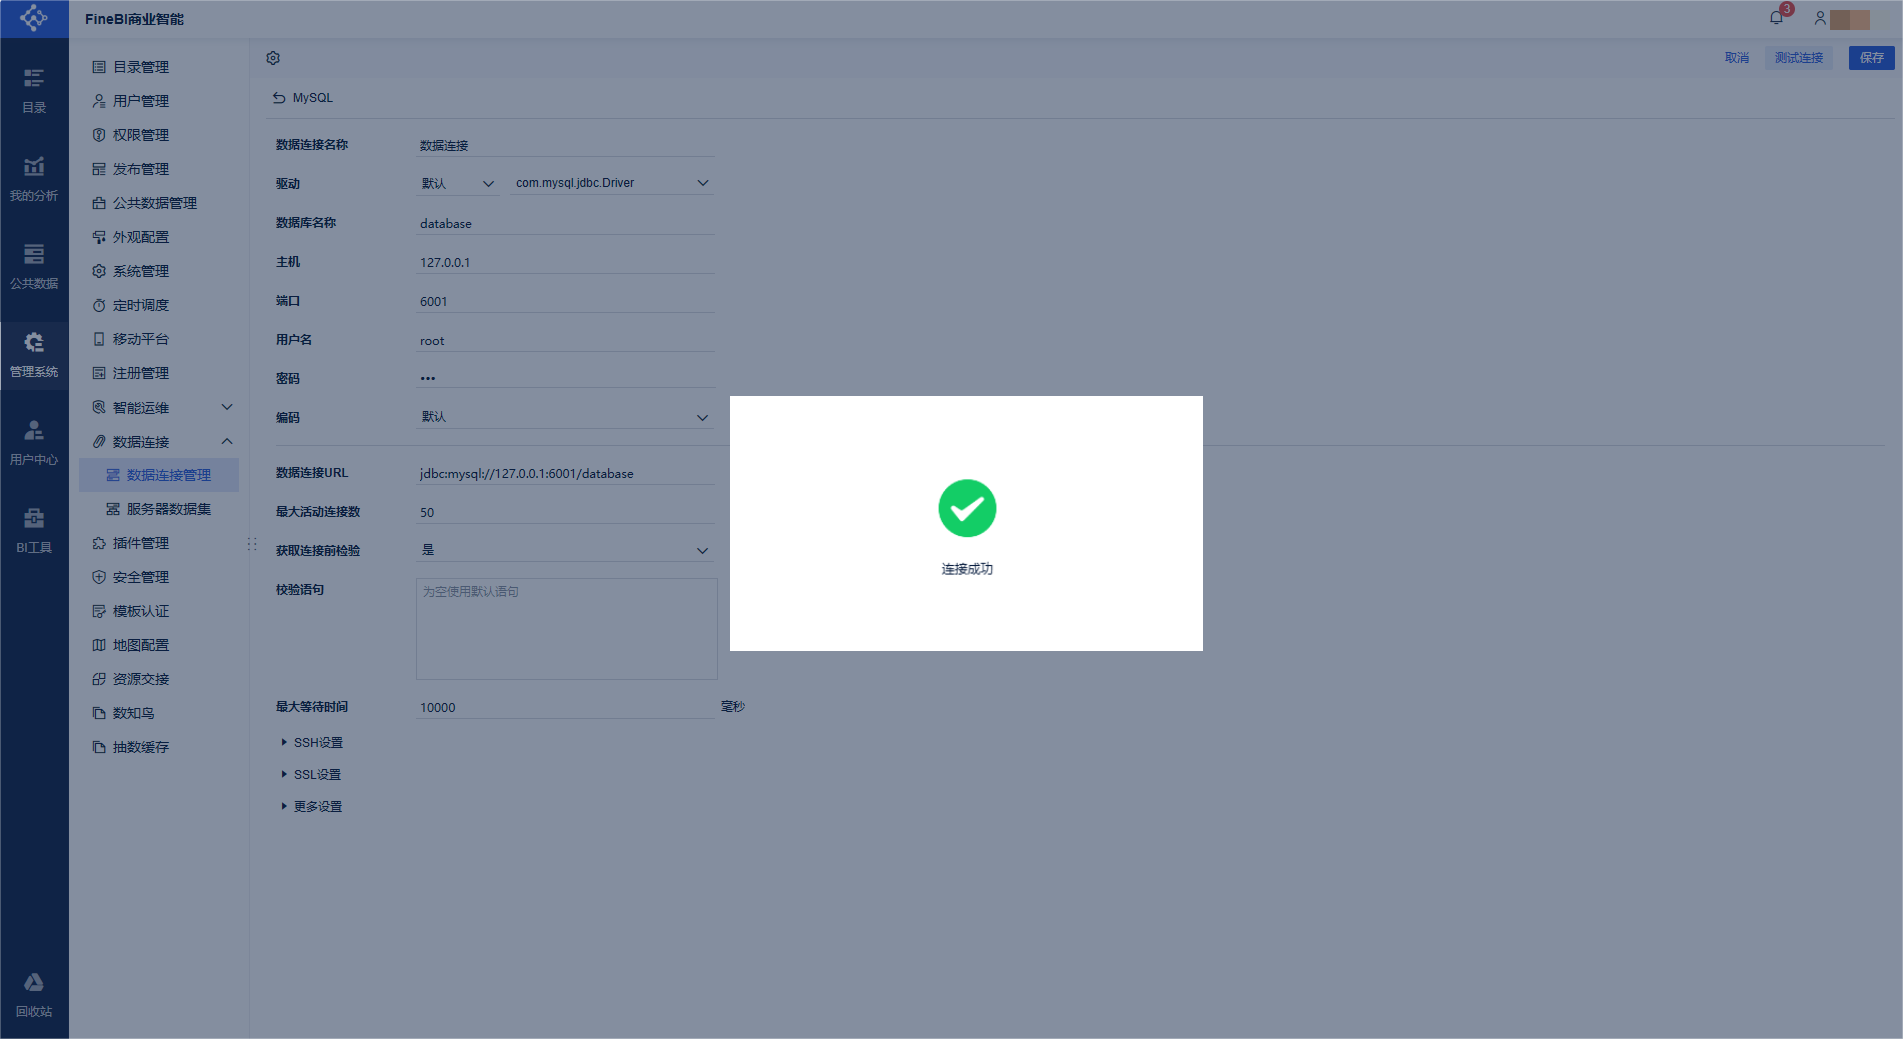 FineBI商业智能
3
目录
我的分析
公共数据
管理系统
用户中心
BI工具
回收站
目录管理
用户管理
权限管理
发布管理
公共数据管理
外观配置
系统管理
定时调度
移动平台
注册管理
智能运维
数据连接
数据连接管理
服务器数据集
插件管理
安全管理
模板认证
地图配置
资源交接
数知鸟
抽数缓存
取消 测试连接 保存
MySQL
数据连接名称 数据连接
驱动 默认 com.mysql.jdbc.Driver
数据库名称 database
主机 127.0.0.1
端口 6001
用户名 root
密码 •••
编码 默认
数据连接URL jdbc:mysql://127.0.0.1:6001/database
最大活动连接数 50
获取连接前检验 是
校验语句 为空使用默认语句
最大等待时间 10000 毫秒
SSH设置
SSL设置
更多设置
连接成功